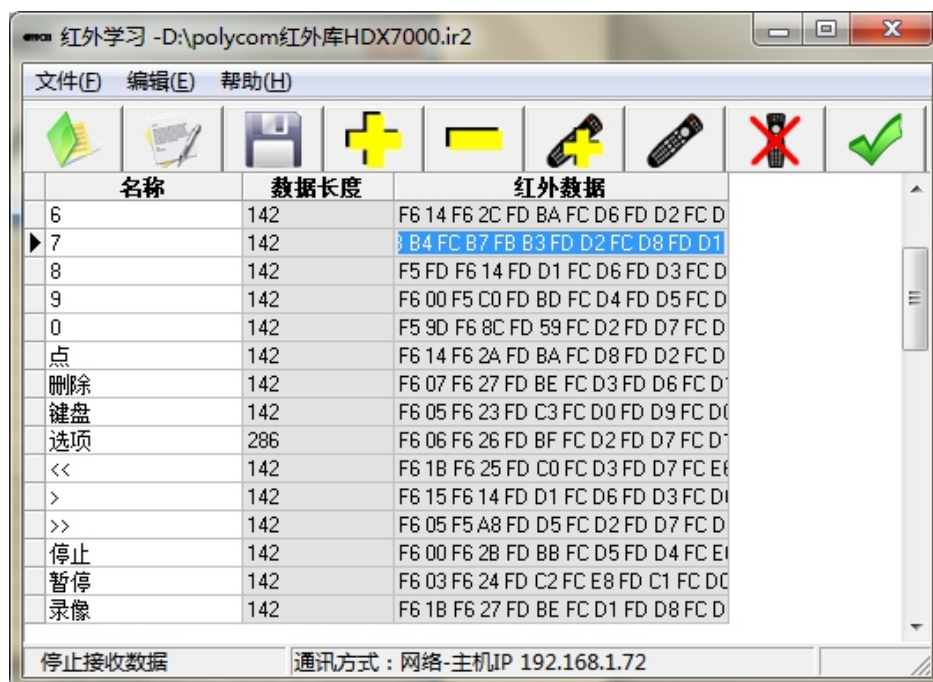 红外学习 -D:\polycom红外库HDX7000.ir2
文件(F) 编辑(E) 帮助(H)
名称 数据长度 红外数据
6 142 F6 14 F6 2C FD BA FC D6 FD D2 FC D
7 142 B4 FC B7 FB B3 FD D2 FC D8 FD D1
8 142 F5 FD F6 14 FD D1 FC D6 FD D3 FC D
9 142 F6 00 F5 C0 FD BD FC D4 FD D5 FC D
0 142 F5 9D F6 8C FD 59 FC D2 FD D7 FC D
点 142 F6 14 F6 2A FD BA FC D8 FD D2 FC D
删除 142 F6 07 F6 27 FD BE FC D3 FD D6 FC D
键盘 142 F6 05 F6 23 FD C3 FC D0 FD D9 FC D
选项 286 F6 06 F6 26 FD BF FC D2 FD D7 FC D
<< 142 F6 1B F6 25 FD C0 FC D3 FD D7 FC E
> 142 F6 15 F6 14 FD D1 FC D6 FD D3 FC D
>> 142 F6 05 F5 A8 FD D5 FC D2 FD D7 FC D
停止 142 F6 00 F6 2B FD BB FC D5 FD D4 FC E
暂停 142 F6 03 F6 24 FD C2 FC E8 FD C1 FC D
录像 142 F6 1B F6 27 FD BE FC D1 FD D8 FC D
停止接收数据 通讯方式：网络-主机IP 192.168.1.72